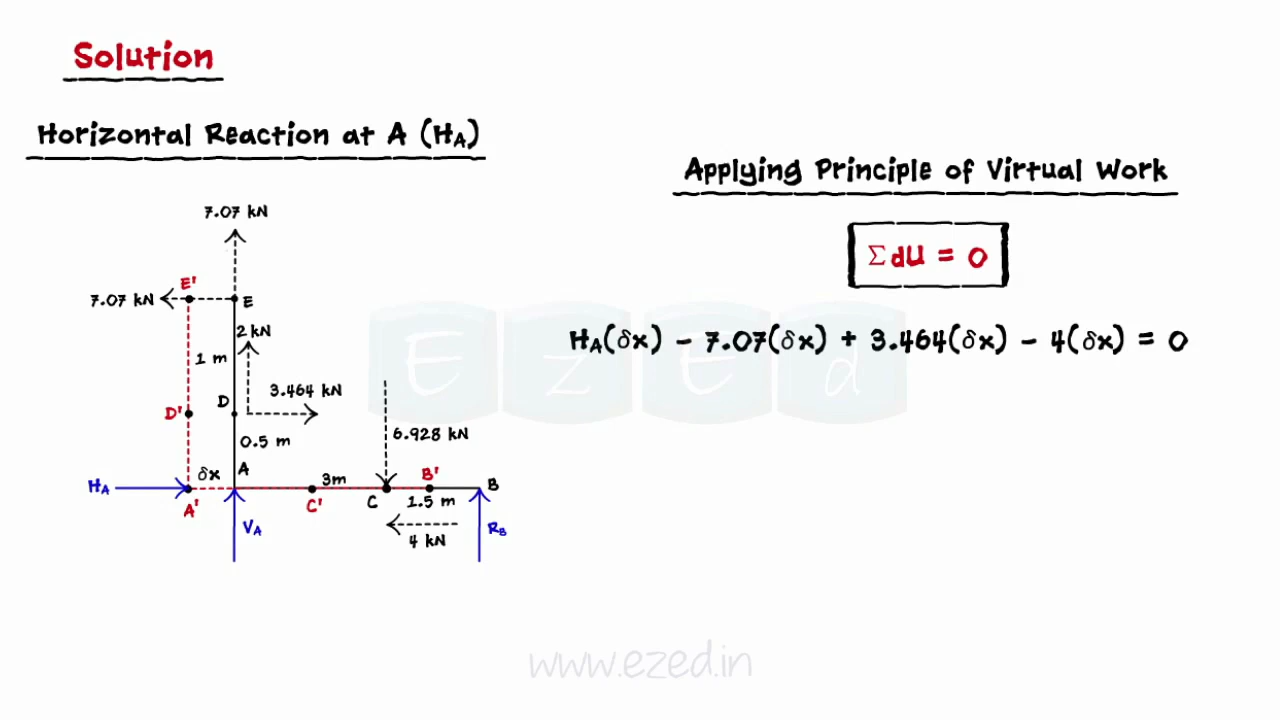 Solution
Horizontal Reaction at A (HA)
Applying Principle of Virtual Work
ΣdU = 0
HA(δx) − 7.07(δx) + 3.464(δx) − 4(δx) = 0
7.07 kN
E'
7.07 kN
E
2 kN
1 m
3.464 kN
D'
D
0.5 m
6.928 kN
δx
A
HA
3m
B'
B
A'
C'
C
1.5 m
VA
4 kN
RB
EZEd
www.ezed.in